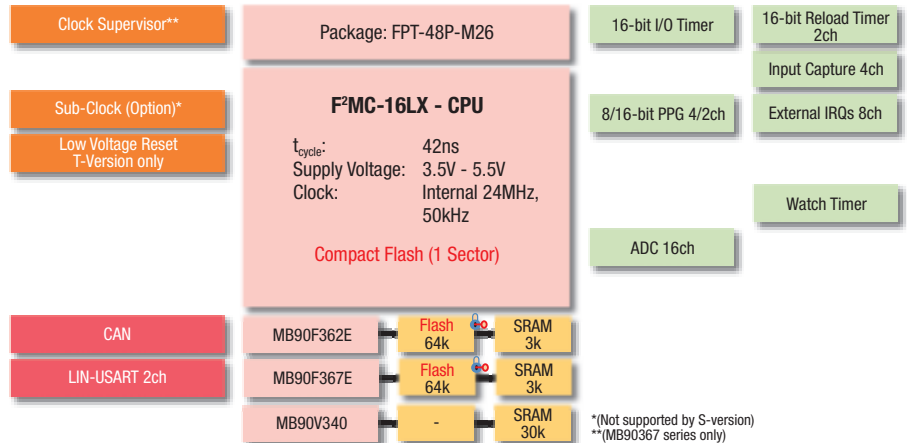 Clock Supervisor**
Package: FPT-48P-M26
16-bit I/O Timer
16-bit Reload Timer
2ch
Input Capture 4ch
Sub-Clock (Option)*
F²MC-16LX - CPU
8/16-bit PPG 4/2ch
External IRQs 8ch
Low Voltage Reset
T-Version only
tcycle: 42ns
Supply Voltage: 3.5V - 5.5V
Clock: Internal 24MHz,
50kHz
Watch Timer
Compact Flash (1 Sector)
ADC 16ch
CAN
MB90F362E
Flash
64k
SRAM
3k
LIN-USART 2ch
MB90F367E
Flash
64k
SRAM
3k
MB90V340
-
SRAM
30k
*(Not supported by S-version)
**(MB90367 series only)